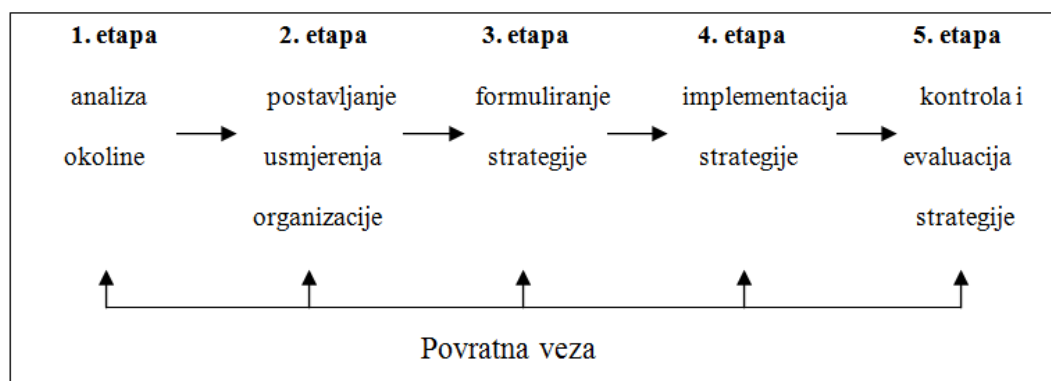 1. etapa 2. etapa 3. etapa 4. etapa 5. etapa
analiza postavljanje formuliranje implementacija kontrola i
okoline usmjerenja strategije strategije evaluacija
organizacije strategije
Povratna veza